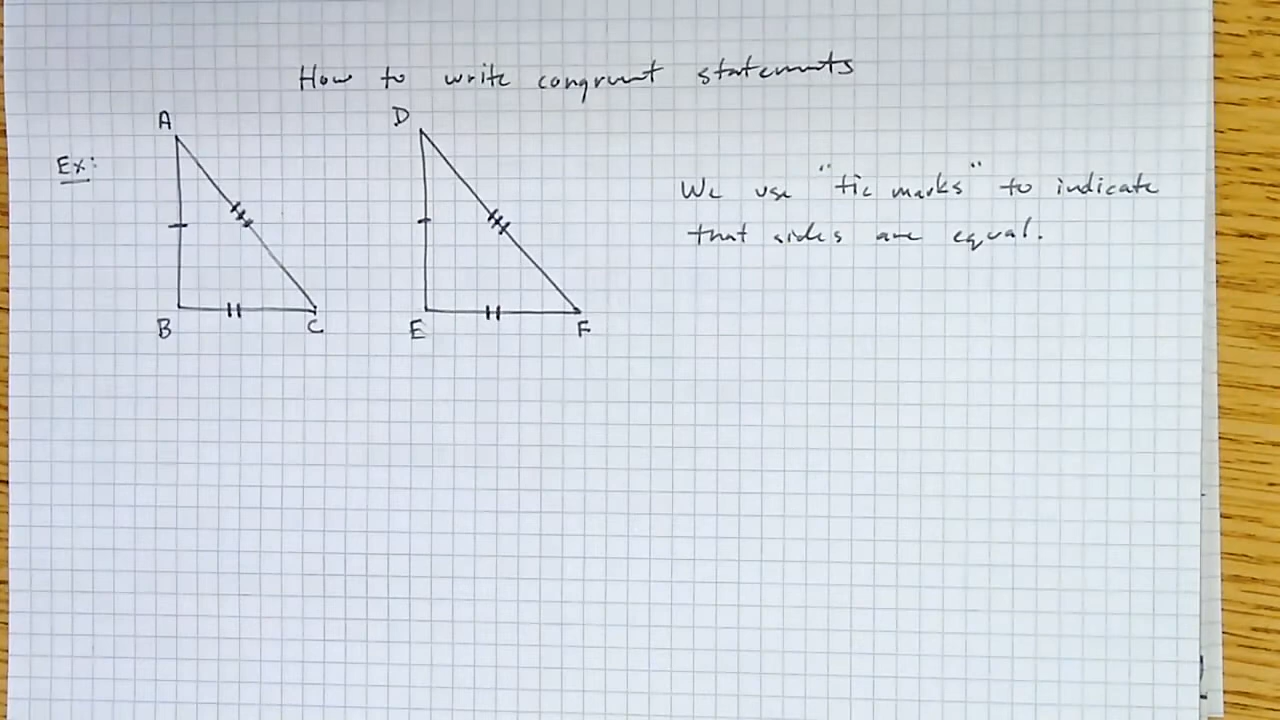 How to write congruent statements
A
D
Ex:
We use "tic marks" to indicate
that sides are equal.
B
C
E
F